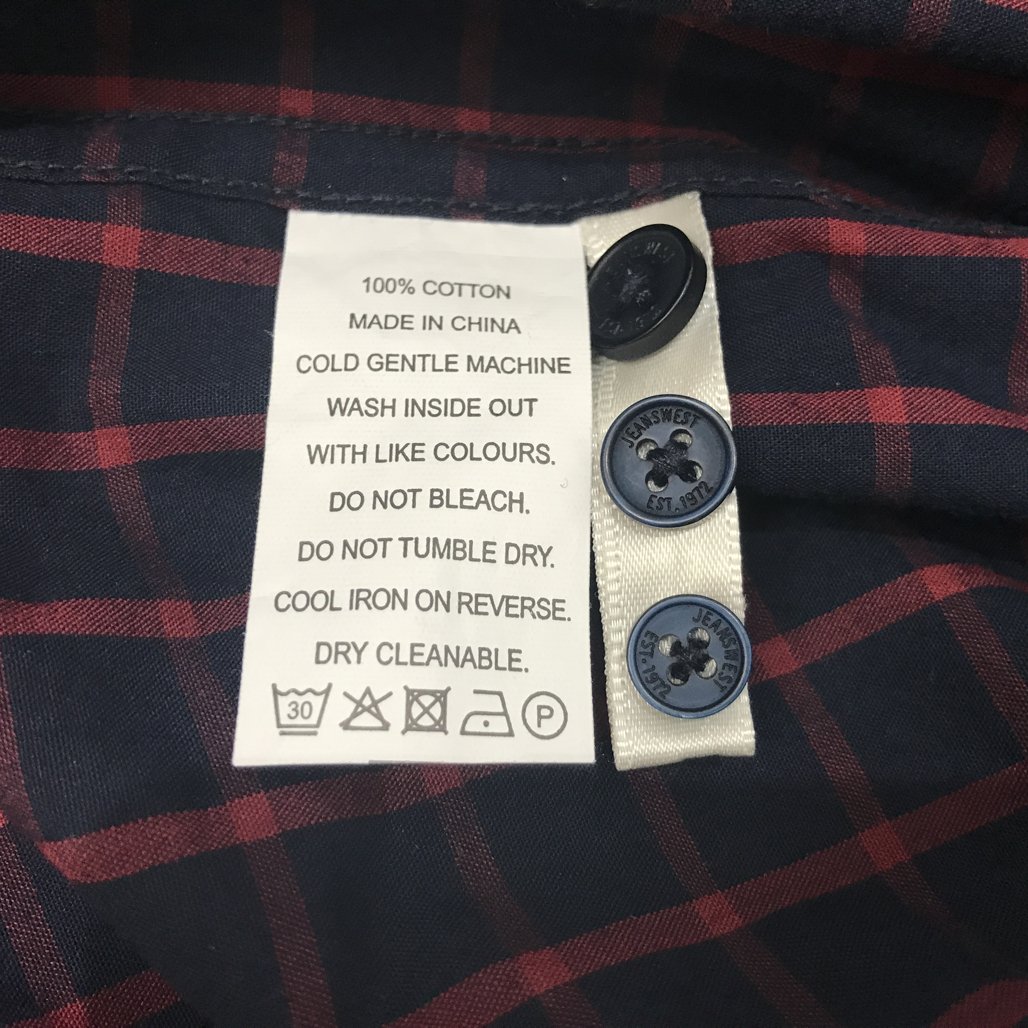 100% COTTON
MADE IN CHINA
COLD GENTLE MACHINE
WASH INSIDE OUT
WITH LIKE COLOURS.
DO NOT BLEACH.
DO NOT TUMBLE DRY.
COOL IRON ON REVERSE.
DRY CLEANABLE.
30
P
JEANSWEST
EST. 1972
JEANSWEST
EST. 1972